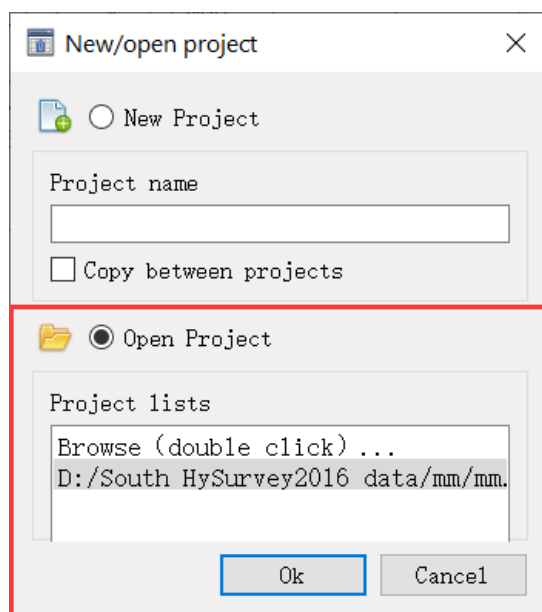 New/open project
New Project
Project name
Copy between projects
Open Project
Project lists
Browse (double click)...
D:/South HySurvey2016 data/mm/mm.
Ok
Cancel